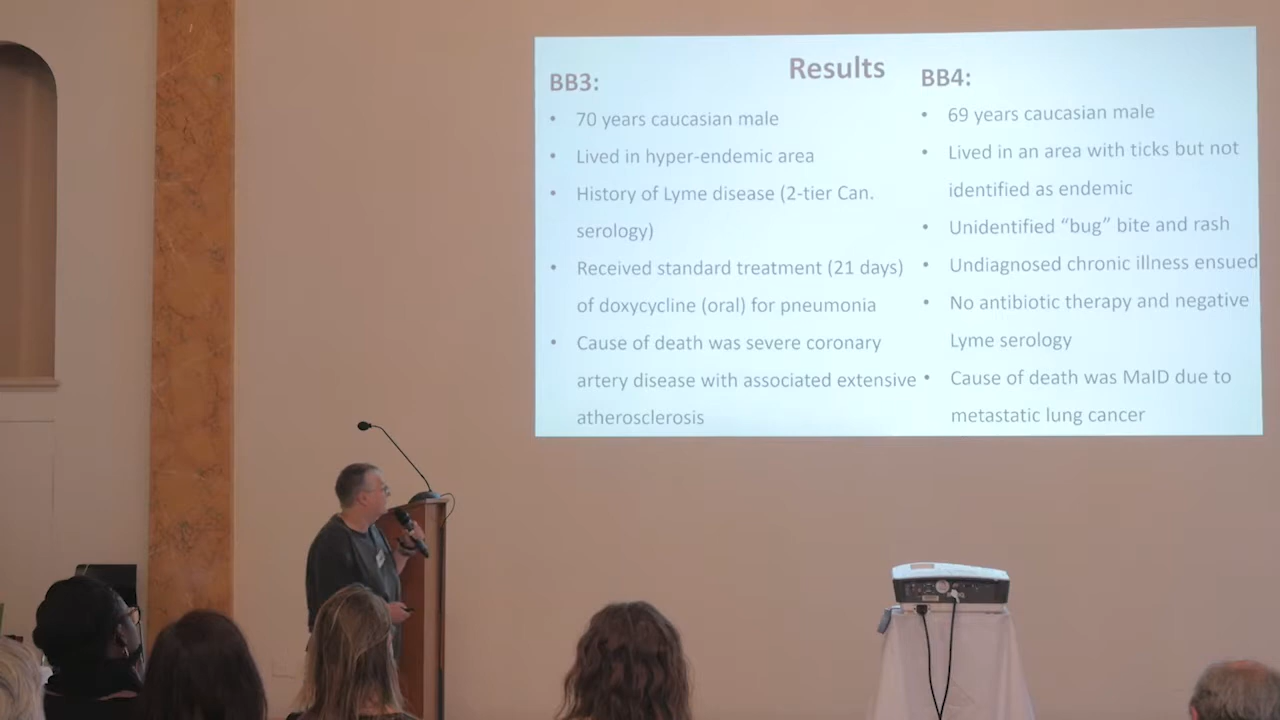 Results
BB3:
• 70 years caucasian male
• Lived in hyper-endemic area
• History of Lyme disease (2-tier Can.
serology)
• Received standard treatment (21 days)
of doxycycline (oral) for pneumonia
• Cause of death was severe coronary
artery disease with associated extensive
atherosclerosis
BB4:
• 69 years caucasian male
• Lived in an area with ticks but not
identified as endemic
• Unidentified “bug” bite and rash
• Undiagnosed chronic illness ensued
• No antibiotic therapy and negative
Lyme serology
• Cause of death was MaID due to
metastatic lung cancer